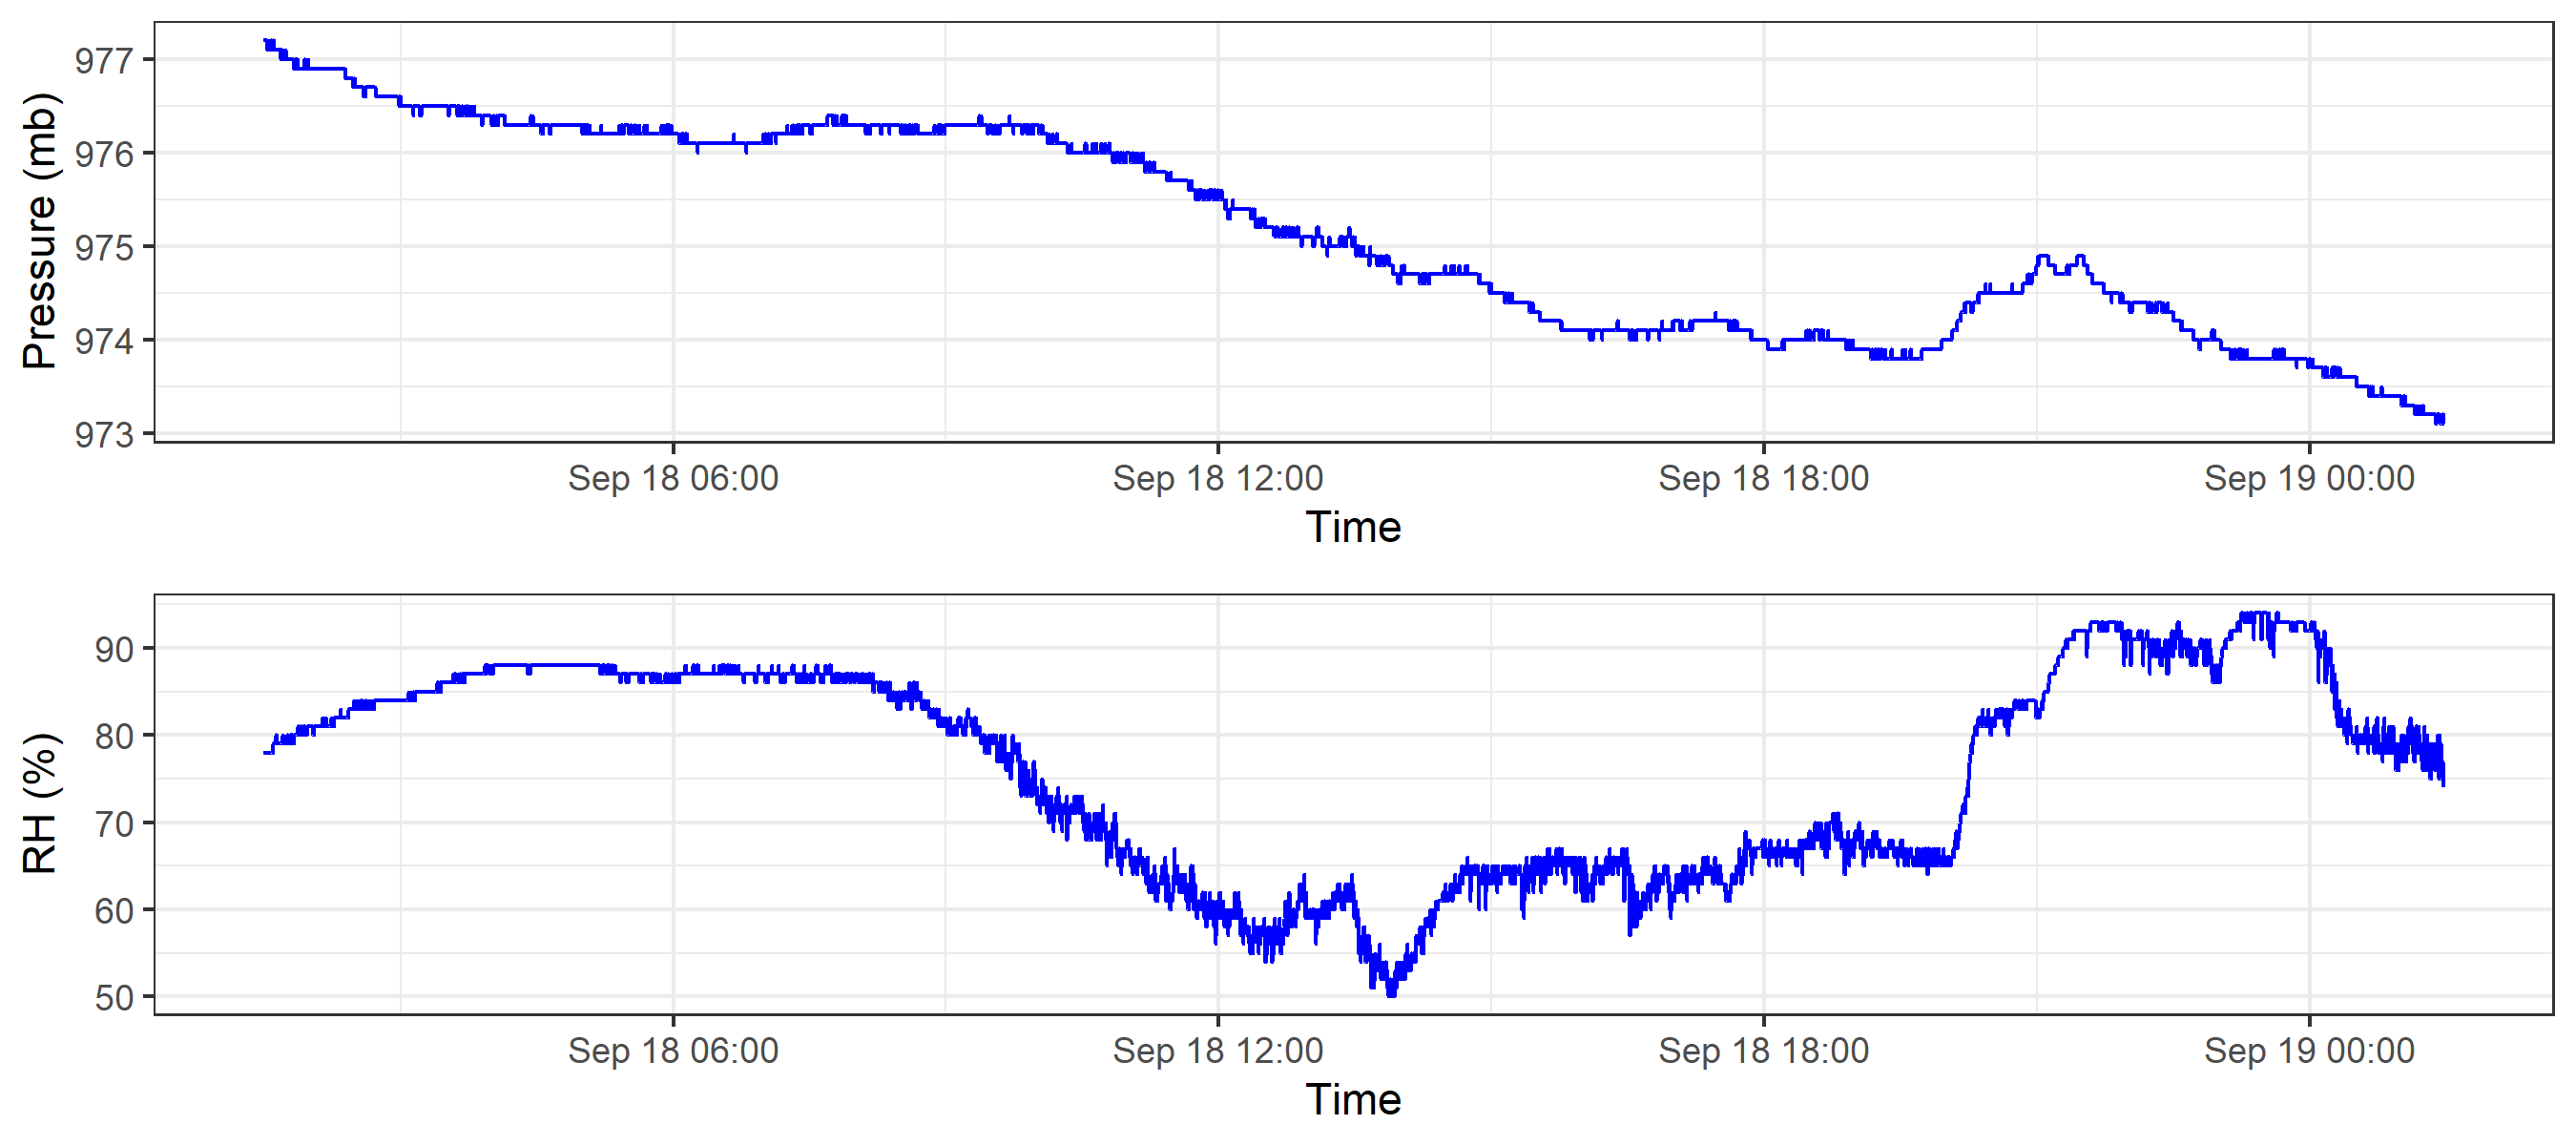 Pressure (mb)
977
976
975
974
973
Sep 18 06:00
Sep 18 12:00
Sep 18 18:00
Sep 19 00:00
Time
RH (%)
90
80
70
60
50
Sep 18 06:00
Sep 18 12:00
Sep 18 18:00
Sep 19 00:00
Time